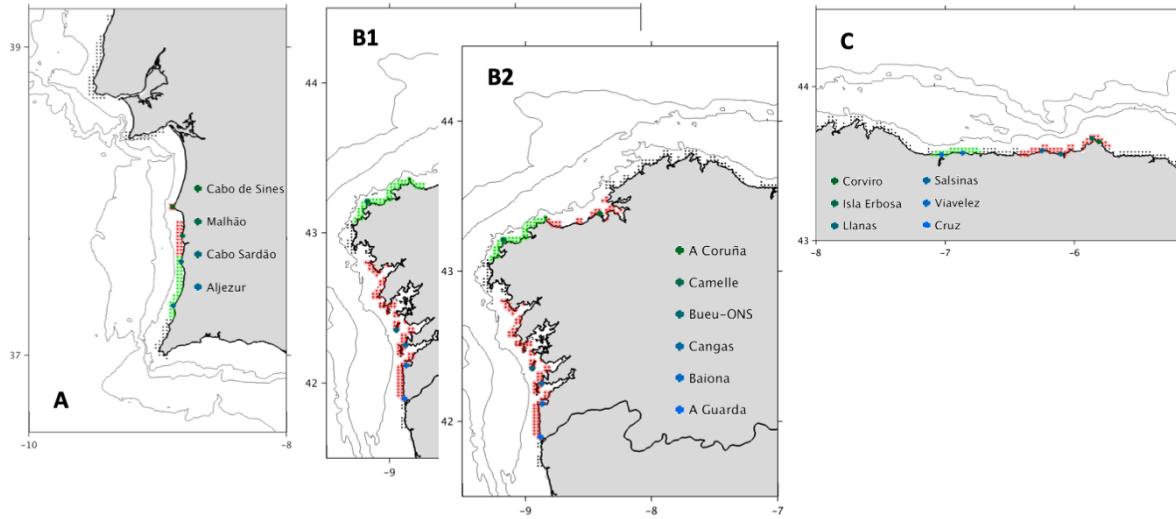 A
39
37
-10
-8
Cabo de Sines
Malhão
Cabo Sardão
Aljezur
B1
44
43
42
-9
B2
44
43
42
-9
-8
-7
A Coruña
Camelle
Bueu-ONS
Cangas
Baiona
A Guarda
C
44
43
-8
-7
-6
Corviro
Isla Erbosa
Llanas
Salsinas
Viavelez
Cruz